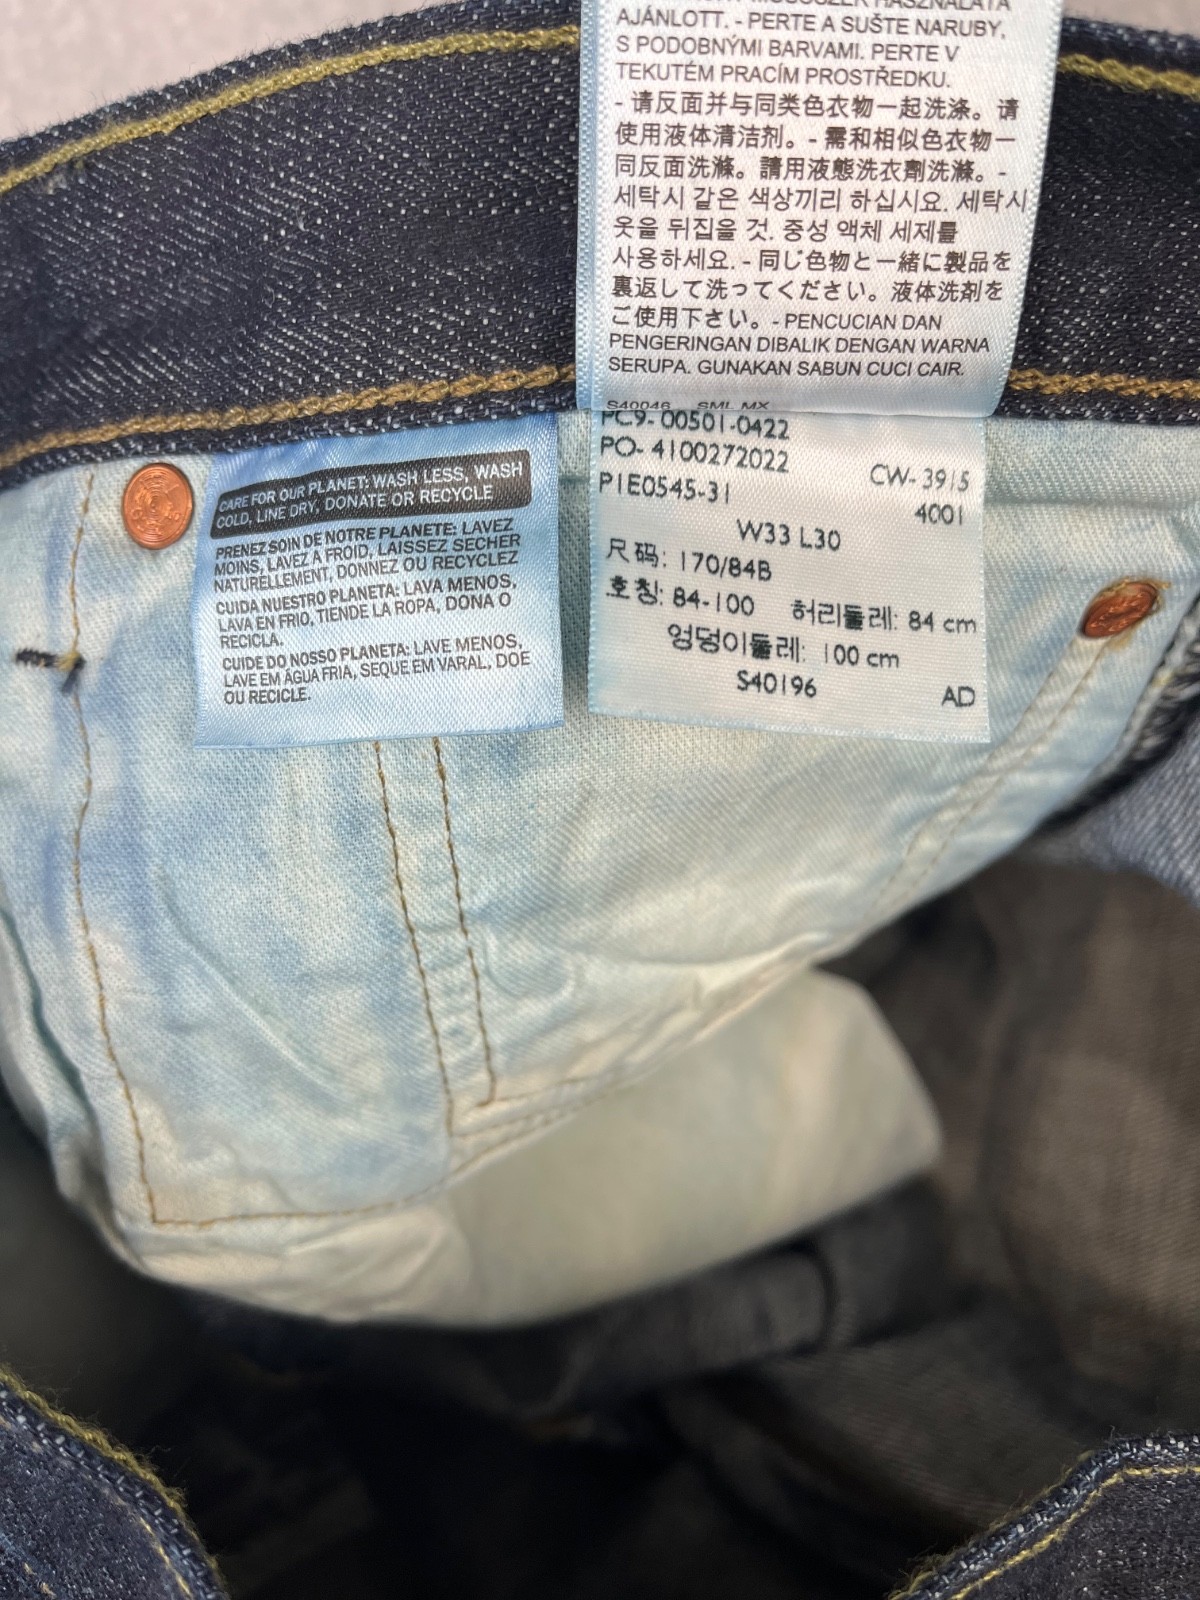 AJÁNLOTT. - PERTE A SUŠTE NARUBY,
S PODOBNÝMI BARVAMI. PERTE V
TEKUTÉM PRACÍM PROSTŘEDKU.
- 请反面并与同类色衣物一起洗涤。请
使用液体清洁剂。- 需和相似色衣物一
同反面洗滌。請用液態洗衣劑洗滌。-
세탁시 같은 색상끼리 하십시요. 세탁시
옷을 뒤집을 것. 중성 액체 세제를
사용하세요. - 同じ色物と一緒に製品を
裏返して洗ってください。液体洗剤を
ご使用下さい。- PENCUCIAN DAN
PENGERINGAN DIBALIK DENGAN WARNA
SERUPA. GUNAKAN SABUN CUCI CAIR.
S40046 SML MX
CARE FOR OUR PLANET: WASH LESS, WASH
COLD, LINE DRY, DONATE OR RECYCLE
PRENEZ SOIN DE NOTRE PLANETE: LAVEZ
MOINS, LAVEZ A FROID, LAISSEZ SECHER
NATURELLEMENT, DONNEZ OU RECYCLEZ
CUIDA NUESTRO PLANETA: LAVA MENOS,
LAVA EN FRIO, TIENDE LA ROPA, DONA O
RECICLA.
CUIDE DO NOSSO PLANETA: LAVE MENOS,
LAVE EM ÁGUA FRIA, SEQUE EM VARAL, DOE
OU RECICLE.
PC9- 00501-0422
PO- 4100272022 CW- 3915
P1E0545-31 4001
W33 L30
尺码: 170/84B
호칭: 84-100 허리둘레: 84 cm
엉덩이둘레: 100 cm
S40196 AD